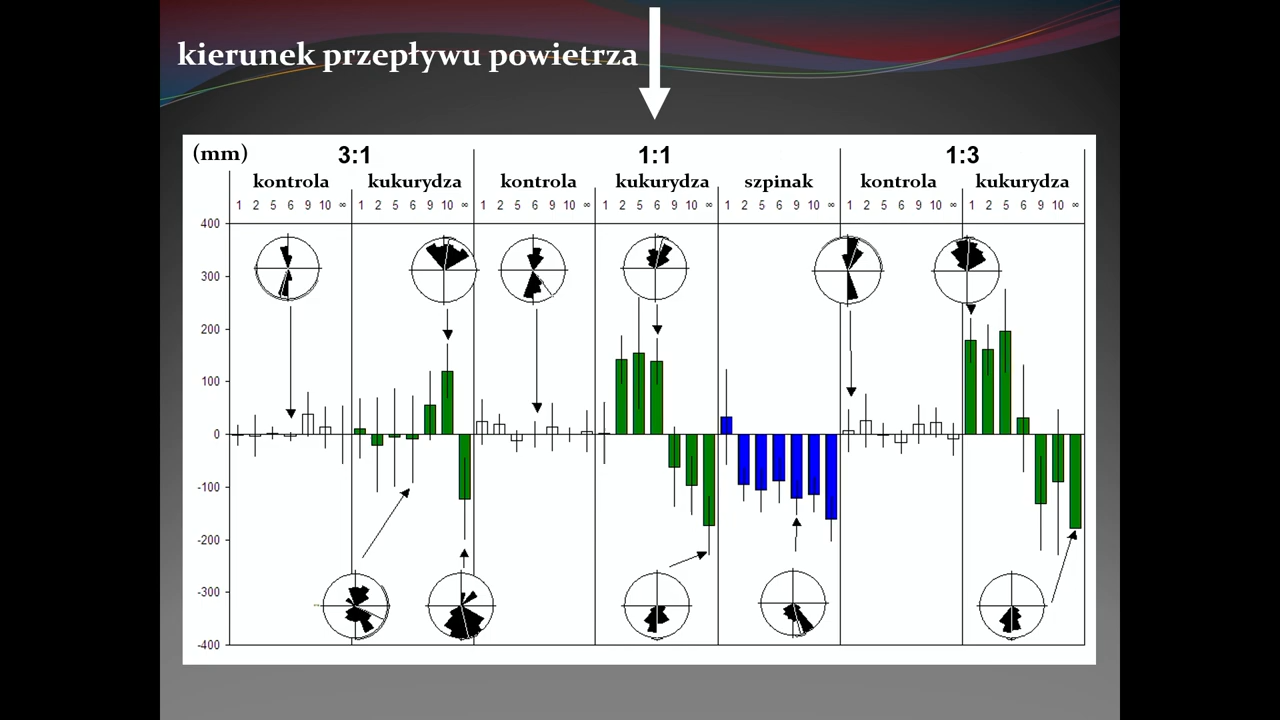 kierunek przepływu powietrza
(mm) 3:1 1:1 1:3
kontrola kukurydza kontrola kukurydza szpinak kontrola kukurydza
1 2 5 6 9 10 ∞ 1 2 5 6 9 10 ∞ 1 2 5 6 9 10 ∞ 1 2 5 6 9 10 ∞ 1 2 5 6 9 10 ∞ 1 2 5 6 9 10 ∞ 1 2 5 6 9 10 ∞
400
300
200
100
0
-100
-200
-300
-400